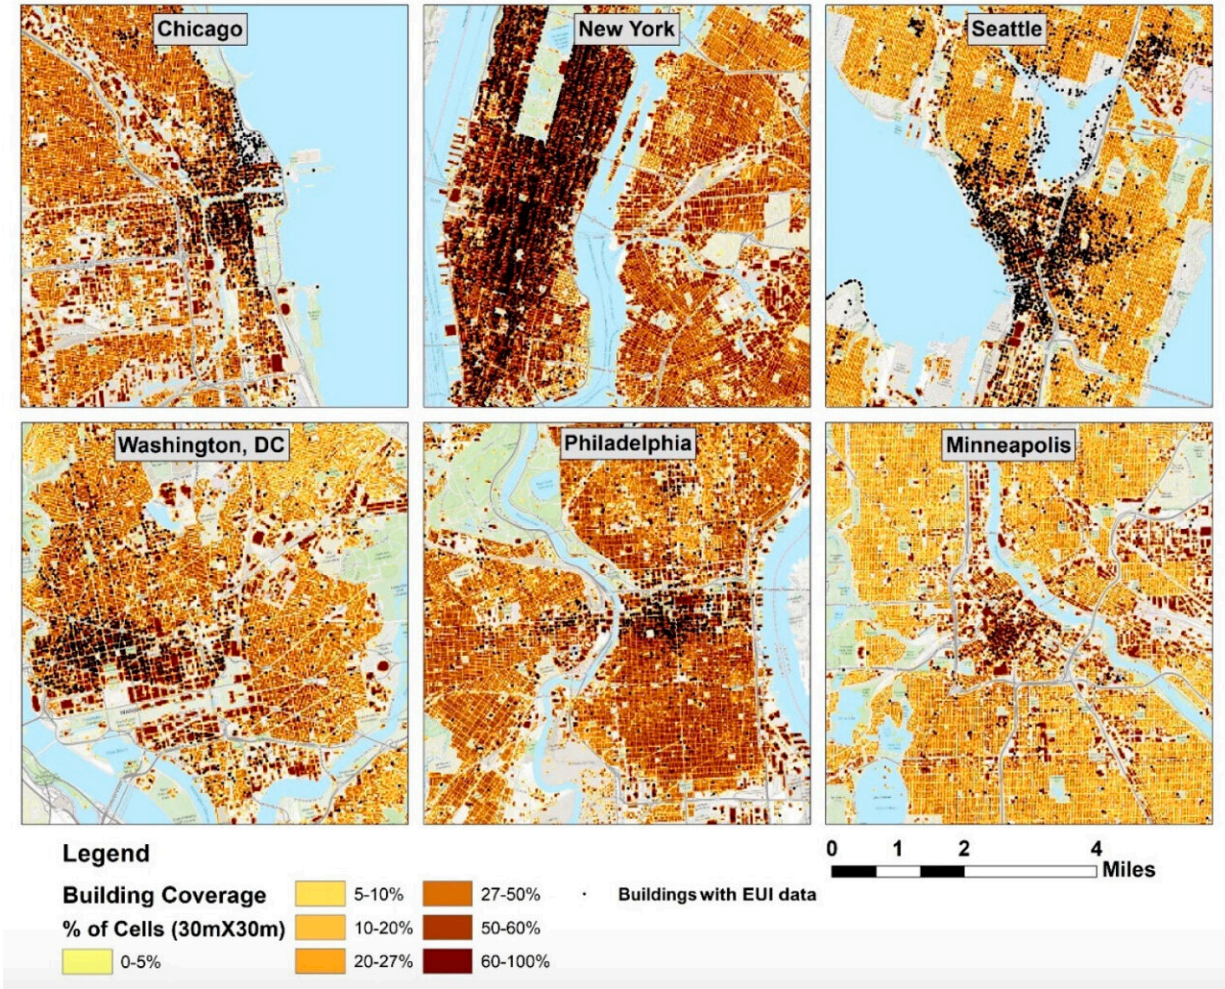 Chicago
New York
Seattle
Washington, DC
Philadelphia
Minneapolis
Legend
Building Coverage
% of Cells (30mX30m)
0-5%
5-10%
10-20%
20-27%
27-50%
50-60%
60-100%
Buildings with EUI data
0 1 2 4
Miles